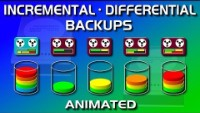 INCREMENTAL · DIFFERENTIAL
BACKUPS
ANIMATED